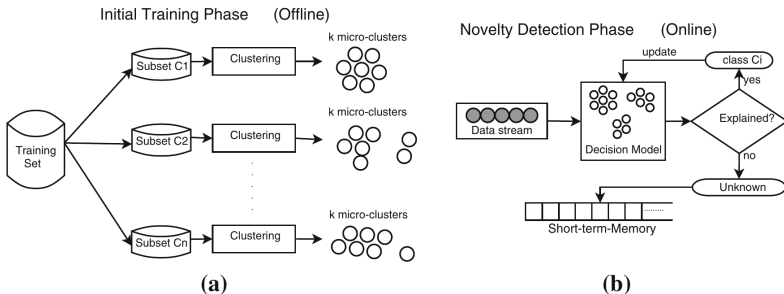 Initial Training Phase (Offline)
k micro-clusters
Subset C1
Clustering
k micro-clusters
Training
Set
Subset C2
Clustering
k micro-clusters
Subset Cn
Clustering
(a)
Novelty Detection Phase (Online)
update
class Ci
yes
Explained?
Data stream
Decision Model
no
Unknown
Short-term-Memory
(b)